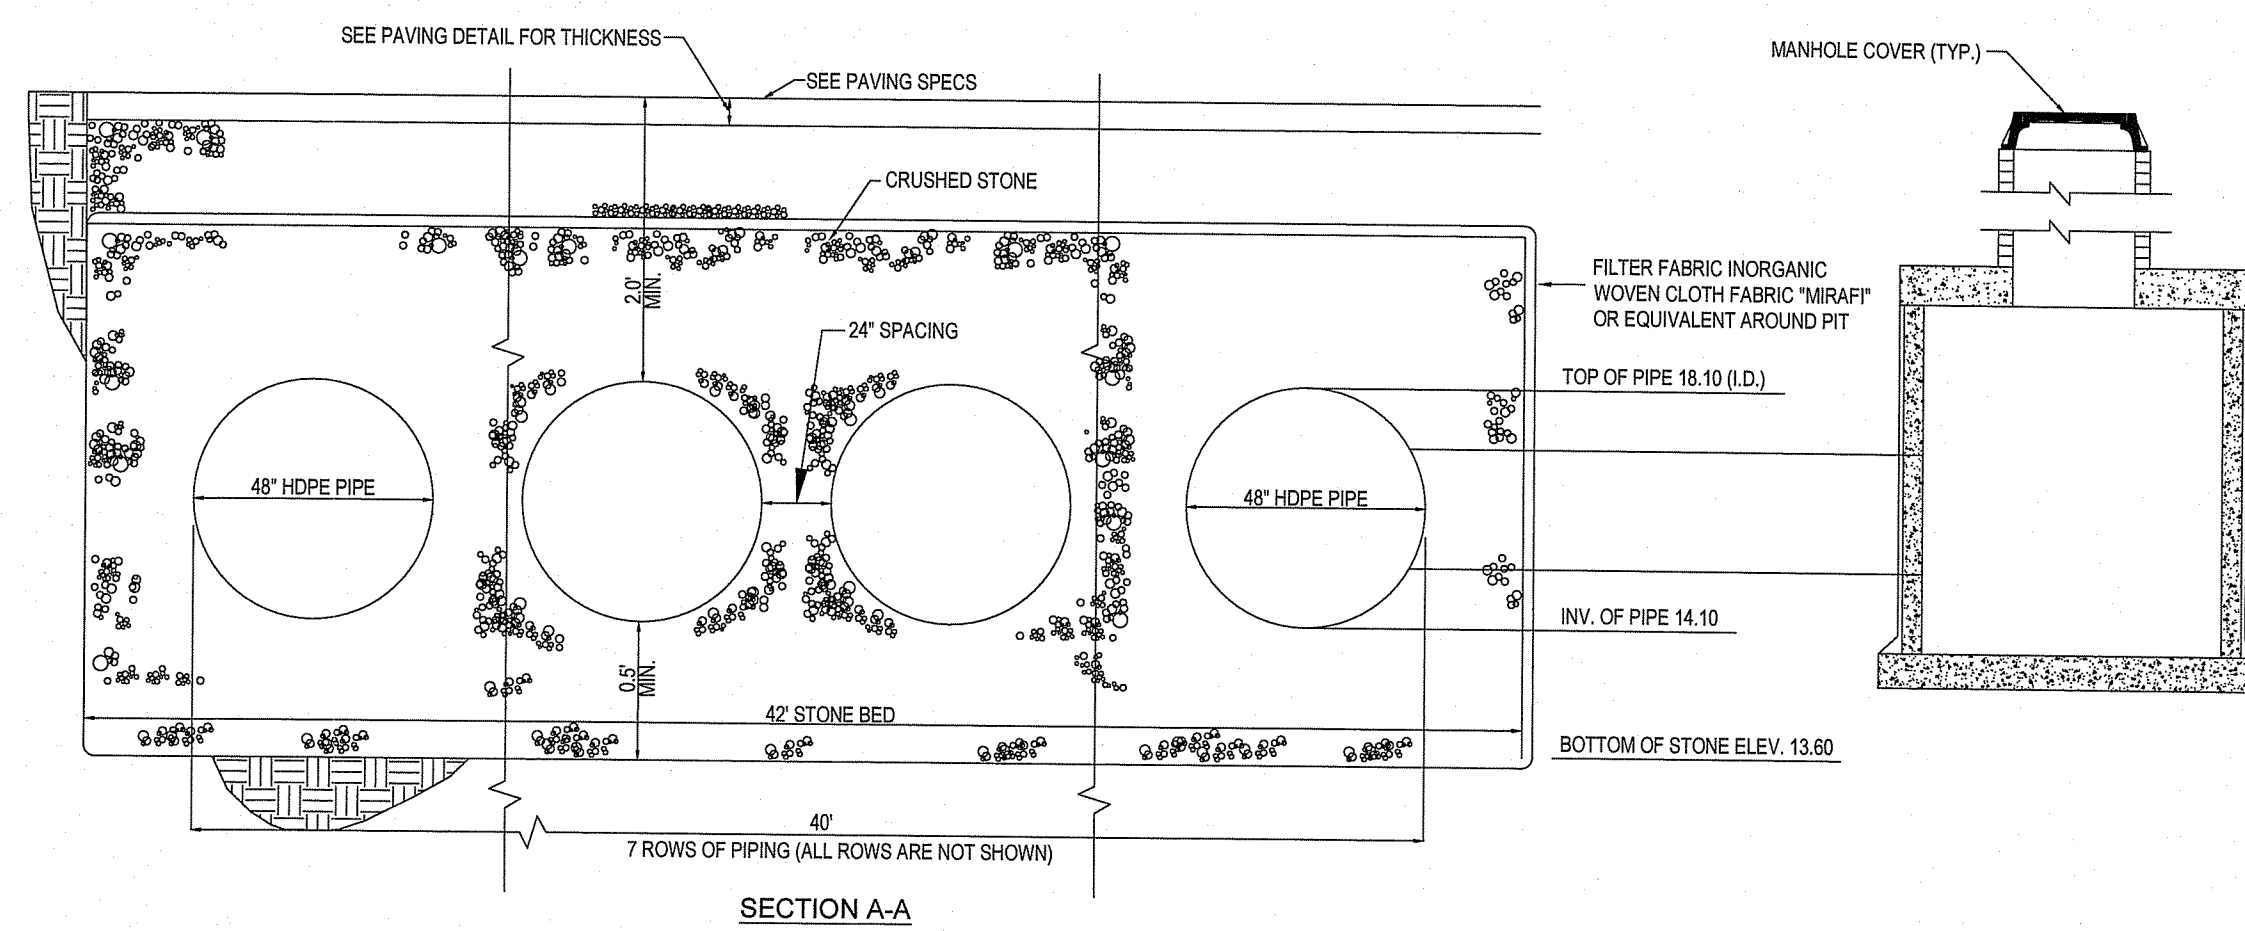 SEE PAVING DETAIL FOR THICKNESS
SEE PAVING SPECS
MANHOLE COVER (TYP.)
CRUSHED STONE
2.0'
MIN.
24" SPACING
FILTER FABRIC INORGANIC
WOVEN CLOTH FABRIC "MIRAFI"
OR EQUIVALENT AROUND PIT
TOP OF PIPE 18.10 (I.D.)
48" HDPE PIPE
48" HDPE PIPE
INV. OF PIPE 14.10
0.5'
MIN.
42' STONE BED
BOTTOM OF STONE ELEV. 13.60
40'
7 ROWS OF PIPING (ALL ROWS ARE NOT SHOWN)
SECTION A-A